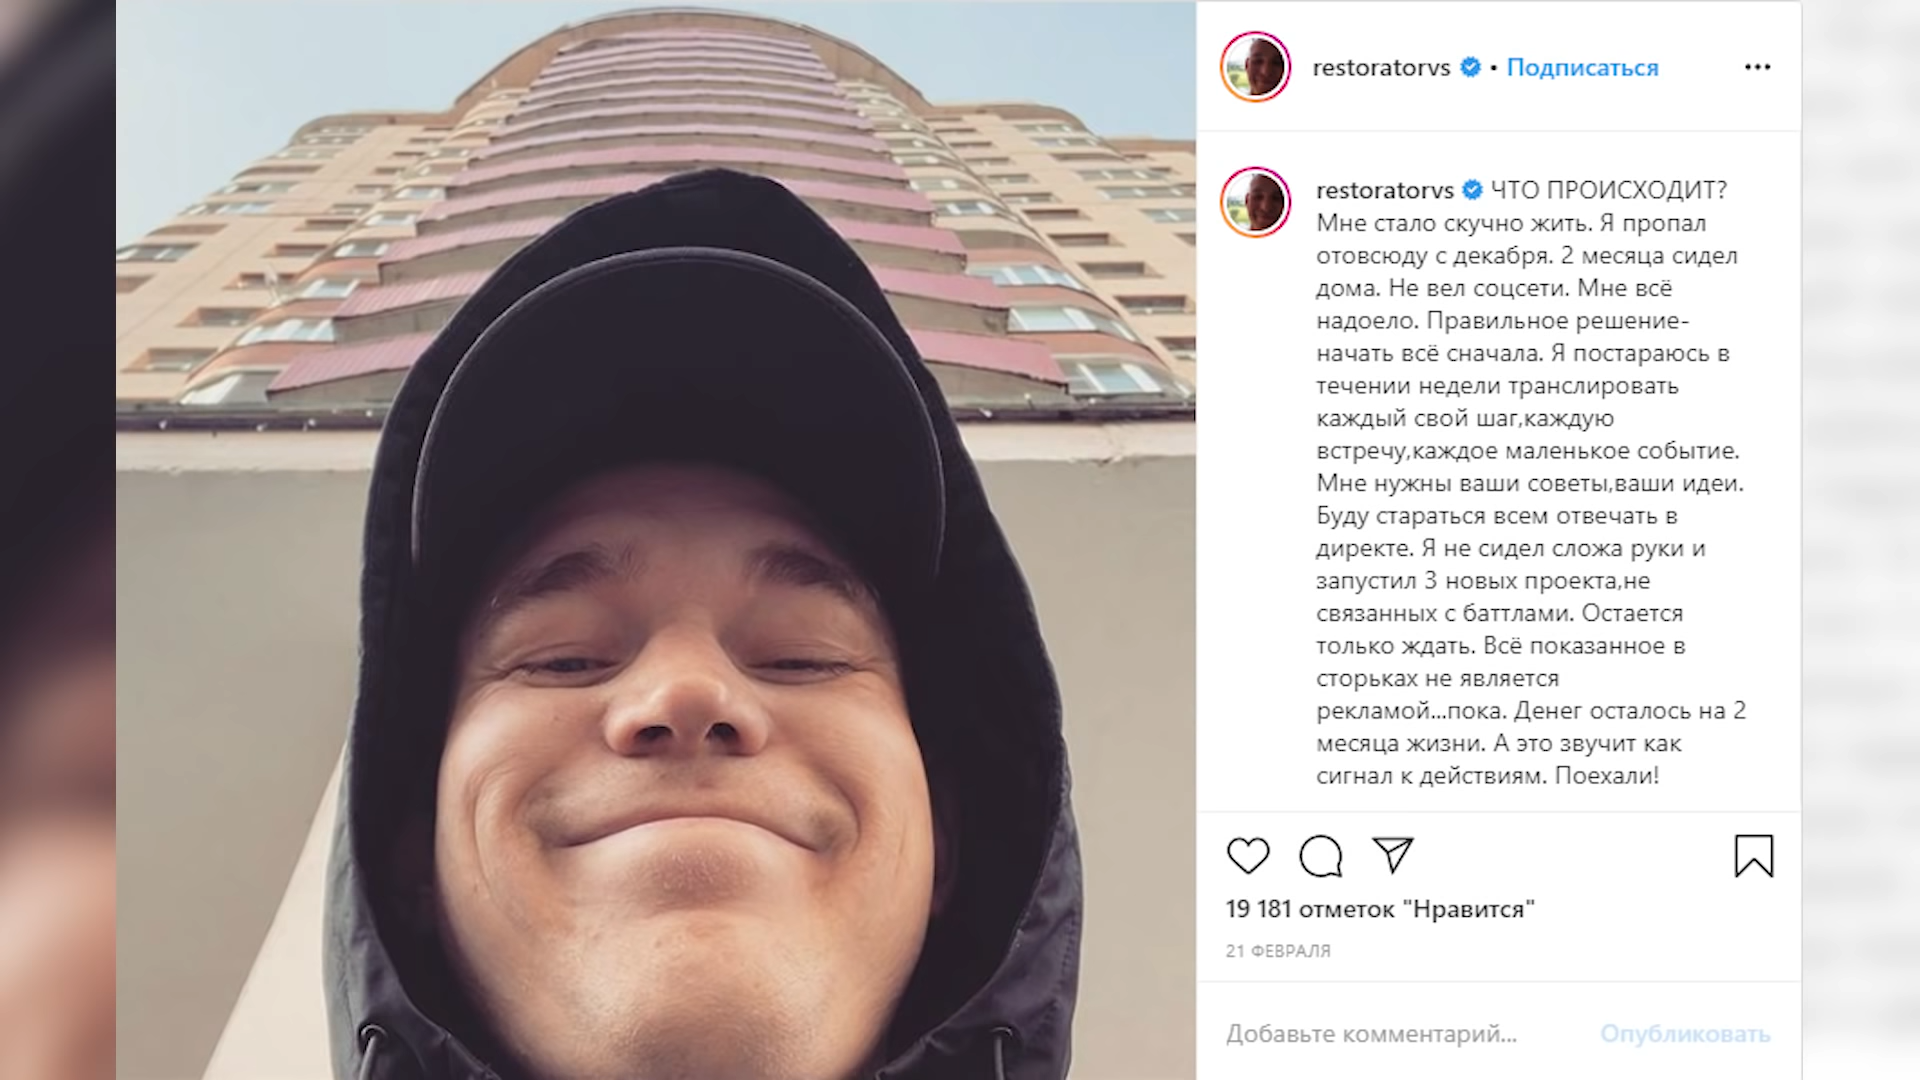 restoratorvs • Подписаться
restoratorvs ЧТО ПРОИСХОДИТ?
Мне стало скучно жить. Я пропал
отовсюду с декабря. 2 месяца сидел
дома. Не вел соцсети. Мне всё
надоело. Правильное решение-
начать всё сначала. Я постараюсь в
течении недели транслировать
каждый свой шаг,каждую
встречу,каждое маленькое событие.
Мне нужны ваши советы,ваши идеи.
Буду стараться всем отвечать в
директе. Я не сидел сложа руки и
запустил 3 новых проекта,не
связанных с баттлами. Остается
только ждать. Всё показанное в
сторьках не является
рекламой...пока. Денег осталось на 2
месяца жизни. А это звучит как
сигнал к действиям. Поехали!
19 181 отметок "Нравится"
21 ФЕВРАЛЯ
Добавьте комментарий... Опубликовать